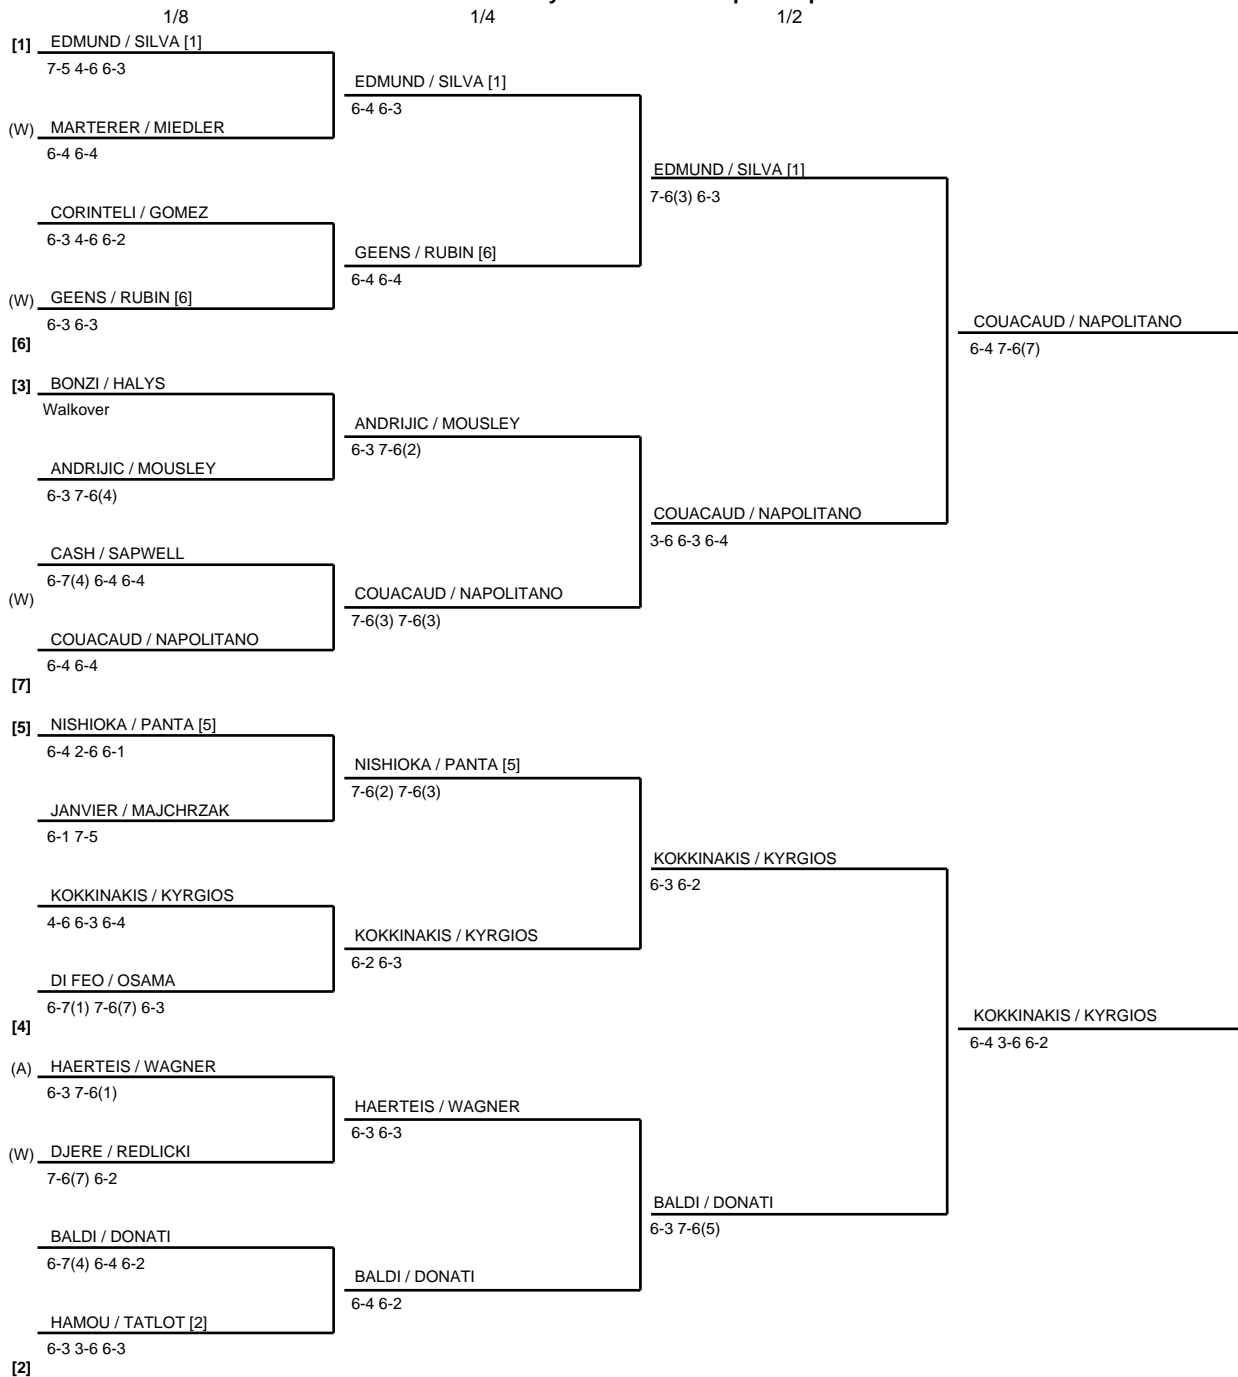 1/8 1/4 1/2
[1] EDMUND / SILVA [1]
7-5 4-6 6-3
EDMUND / SILVA [1]
6-4 6-3
(W) MARTERER / MIEDLER
6-4 6-4
EDMUND / SILVA [1]
7-6(3) 6-3
CORINTELI / GOMEZ
6-3 4-6 6-2
GEENS / RUBIN [6]
6-4 6-4
(W) GEENS / RUBIN [6]
6-3 6-3
[6]
COUACAUD / NAPOLITANO
6-4 7-6(7)
[3] BONZI / HALYS
Walkover
ANDRIJIC / MOUSLEY
6-3 7-6(2)
ANDRIJIC / MOUSLEY
6-3 7-6(4)
COUACAUD / NAPOLITANO
3-6 6-3 6-4
CASH / SAPWELL
6-7(4) 6-4 6-4
(W)
COUACAUD / NAPOLITANO
7-6(3) 7-6(3)
COUACAUD / NAPOLITANO
6-4 6-4
[7]
[5] NISHIOKA / PANTA [5]
6-4 2-6 6-1
NISHIOKA / PANTA [5]
7-6(2) 7-6(3)
JANVIER / MAJCHRZAK
6-1 7-5
KOKKINAKIS / KYRGIOS
6-3 6-2
KOKKINAKIS / KYRGIOS
4-6 6-3 6-4
KOKKINAKIS / KYRGIOS
6-2 6-3
DI FEO / OSAMA
6-7(1) 7-6(7) 6-3
[4]
KOKKINAKIS / KYRGIOS
6-4 3-6 6-2
(A) HAERTEIS / WAGNER
6-3 7-6(1)
HAERTEIS / WAGNER
6-3 6-3
(W) DJERE / REDLICKI
7-6(7) 6-2
BALDI / DONATI
6-3 7-6(5)
BALDI / DONATI
6-7(4) 6-4 6-2
BALDI / DONATI
6-4 6-2
HAMOU / TATLOT [2]
6-3 3-6 6-3
[2]